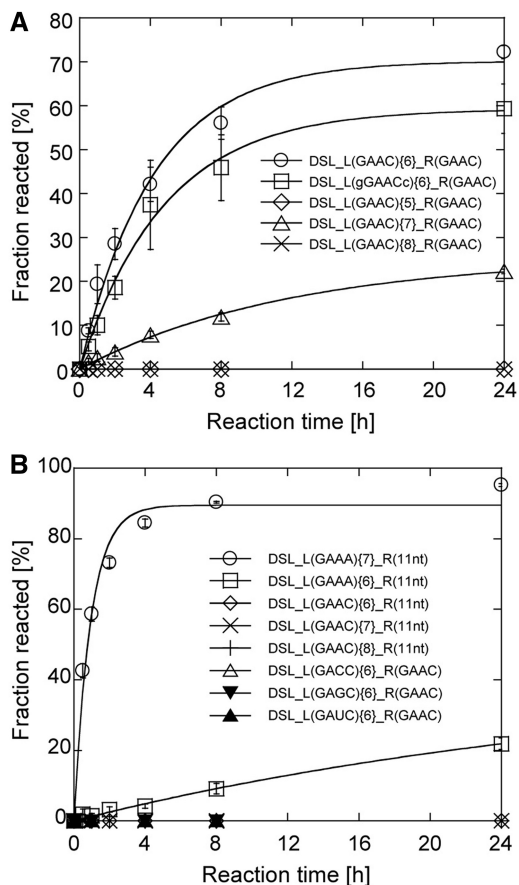 A
80
70
60
50
40
30
20
10
0
Fraction reacted [%]
DSL_L(GAAC){6}_R(GAAC)
DSL_L(gGAACc){6}_R(GAAC)
DSL_L(GAAC){5}_R(GAAC)
DSL_L(GAAC){7}_R(GAAC)
DSL_L(GAAC){8}_R(GAAC)
0 4 8 12 16 20 24
Reaction time [h]
B
100
80
60
40
20
0
Fraction reacted [%]
DSL_L(GAAA){7}_R(11nt)
DSL_L(GAAA){6}_R(11nt)
DSL_L(GAAC){6}_R(11nt)
DSL_L(GAAC){7}_R(11nt)
DSL_L(GAAC){8}_R(11nt)
DSL_L(GACC){6}_R(GAAC)
DSL_L(GAGC){6}_R(GAAC)
DSL_L(GAUC){6}_R(GAAC)
0 4 8 12 16 20 24
Reaction time [h]